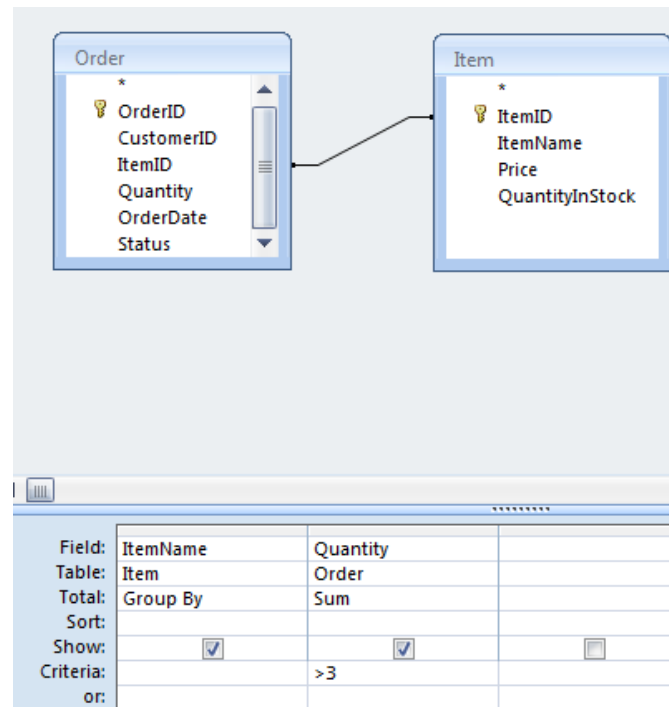 Order
*
OrderID
CustomerID
ItemID
Quantity
OrderDate
Status
Item
*
ItemID
ItemName
Price
QuantityInStock
Field: ItemName Quantity
Table: Item Order
Total: Group By Sum
Sort:
Show:
Criteria: >3
or: